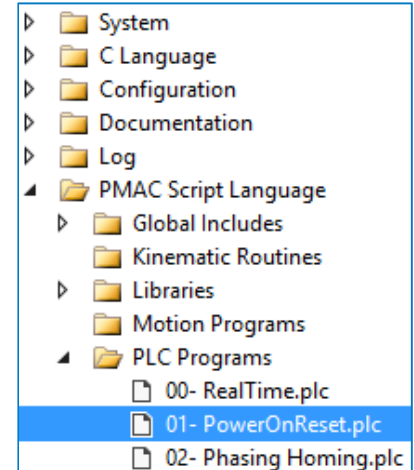 System
C Language
Configuration
Documentation
Log
PMAC Script Language
Global Includes
Kinematic Routines
Libraries
Motion Programs
PLC Programs
00- RealTime.plc
01- PowerOnReset.plc
02- Phasing Homing.plc